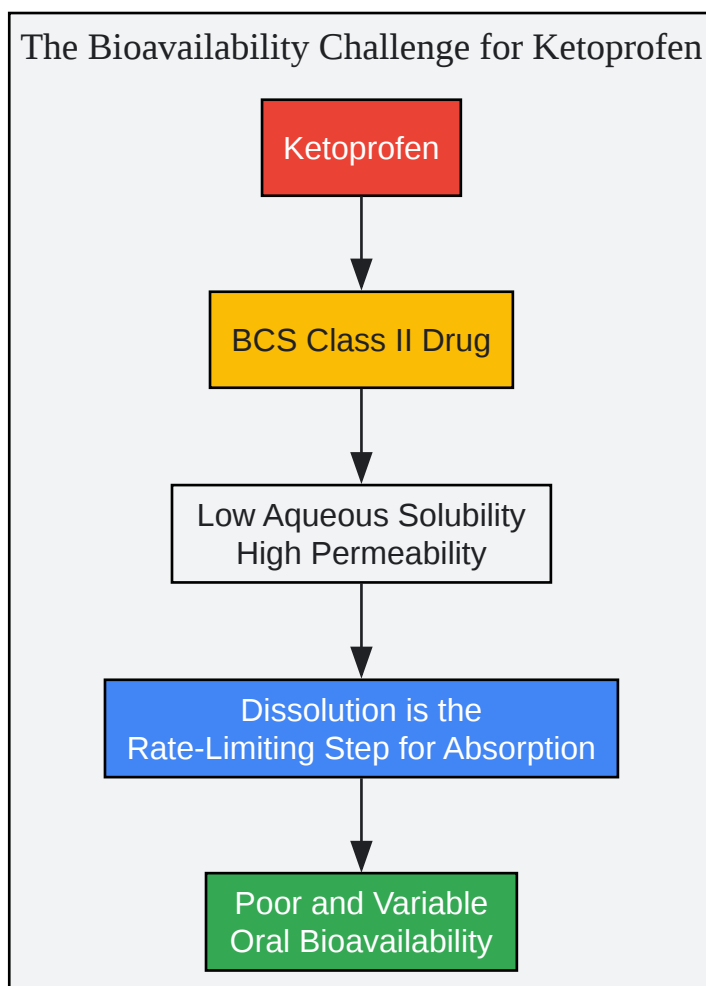 The Bioavailability Challenge for Ketoprofen
Ketoprofen
BCS Class II Drug
Low Aqueous Solubility
High Permeability
Dissolution is the
Rate-Limiting Step for Absorption
Poor and Variable
Oral Bioavailability